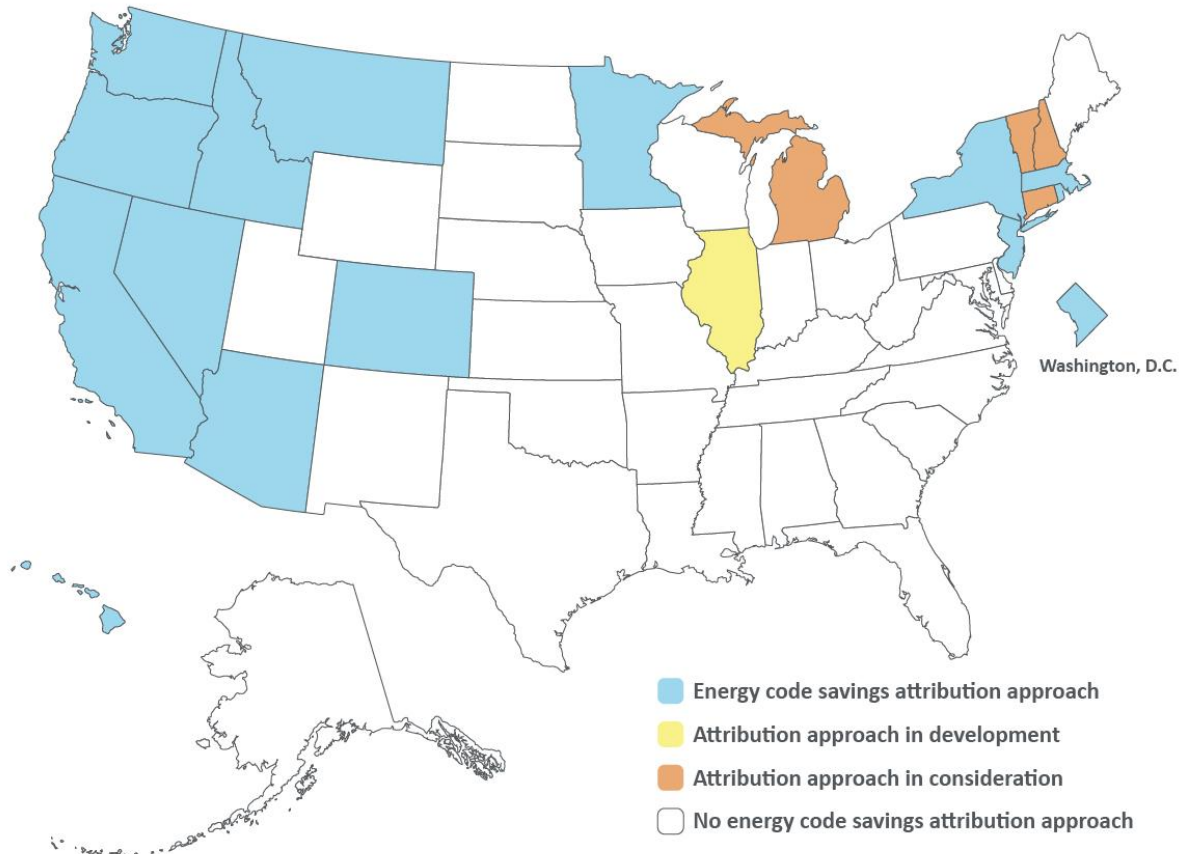 Washington, D.C.
Energy code savings attribution approach
Attribution approach in development
Attribution approach in consideration
No energy code savings attribution approach